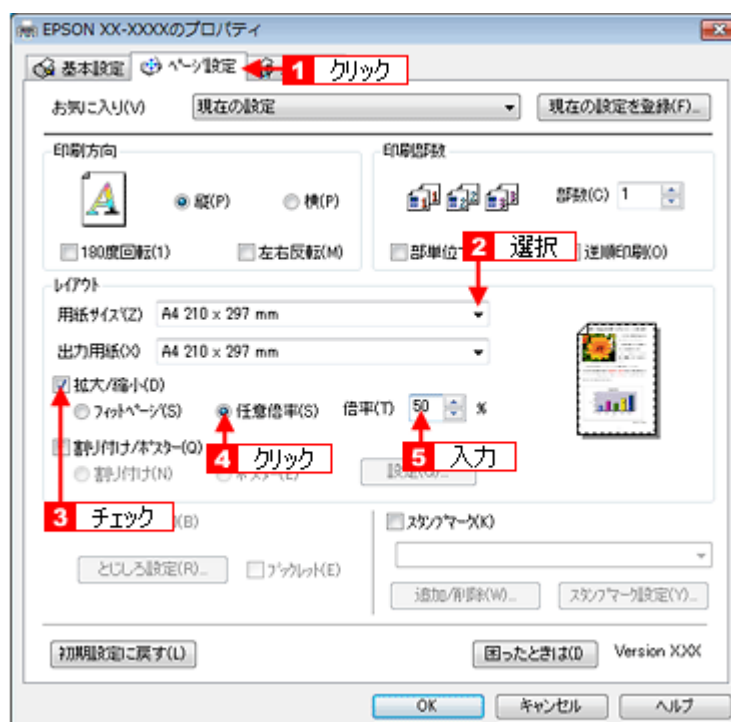 EPSON XX-XXXXのプロパティ
基本設定 ページ設定 1 クリック
お気に入り(V) 現在の設定 現在の設定を登録(F)...
印刷方向 印刷部数
縦(P) 横(P) 部数(C) 1
180度回転(1) 左右反転(M) 部単位 2 選択 逆順印刷(O)
レイアウト
用紙サイズ(Z) A4 210 x 297 mm
出力用紙(X) A4 210 x 297 mm
拡大/縮小(D)
フィットページ(S) 任意倍率(S) 倍率(T) 50 %
割り付け/ポスター(Q) 4 クリック 5 入力
割り付け(N)
3 チェック (B) スタンプマーク(K)
とじしろ設定(R)... ブックレット(E)
追加/削除(W)... スタンプマーク設定(Y)...
初期設定に戻す(L) 困ったときは(I) Version X.XX
OK キャンセル ヘルプ